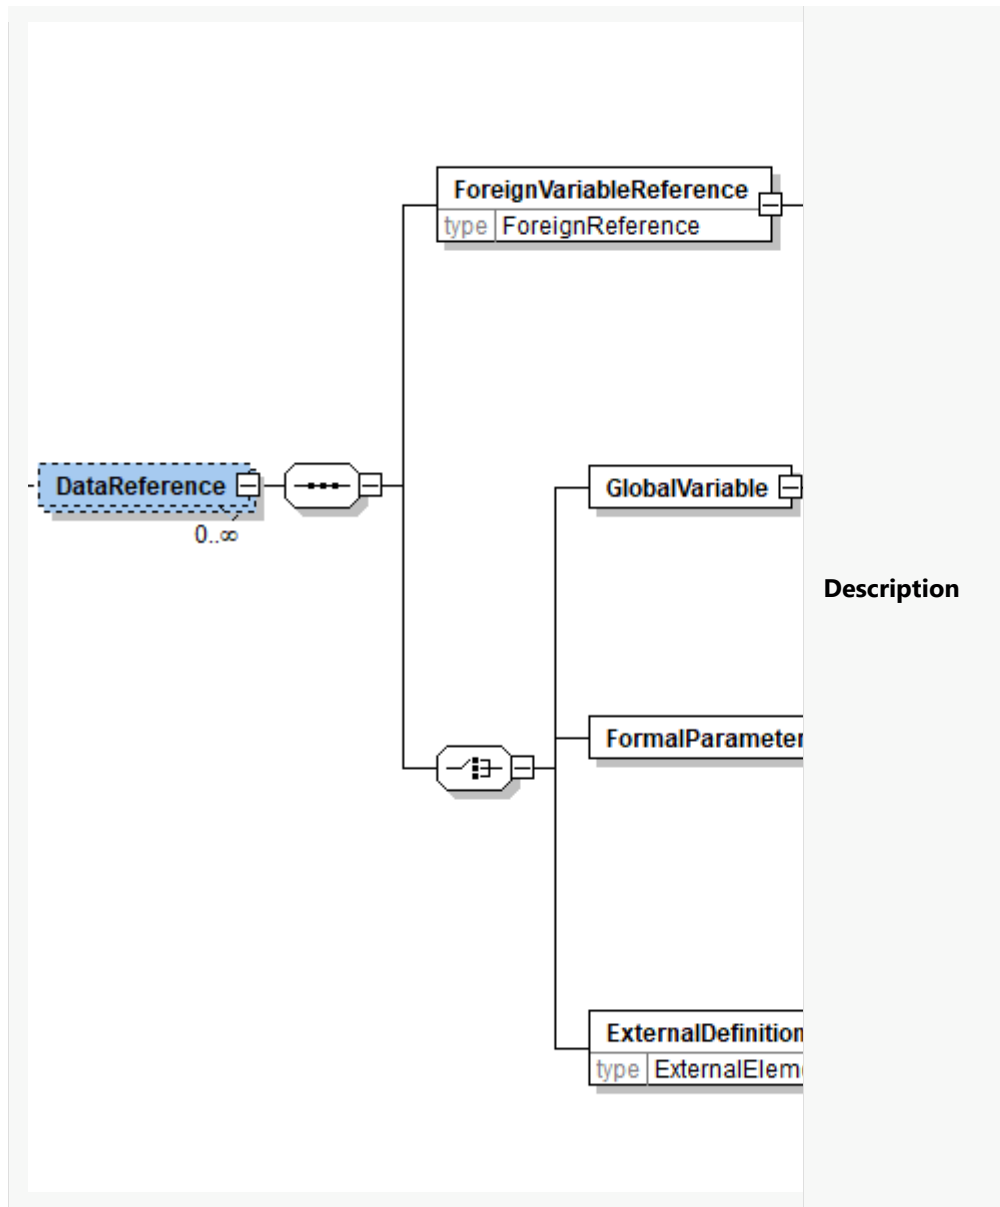 ForeignVariableReference
type ForeignReference
DataReference
0..∞
GlobalVariable
Description
FormalParameter
ExternalDefinition
type ExternalElem